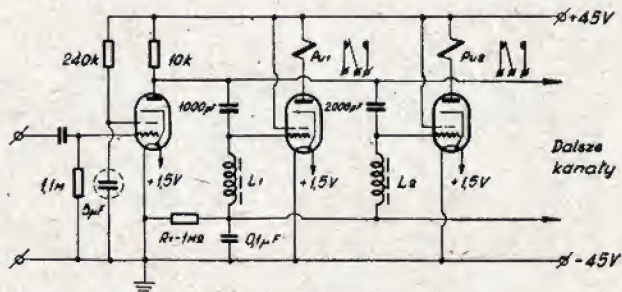 +45V
240k
10k
Pu1
Pu2
1000pF
2000pF
+1,5V
L1
+1,5V
L2
+1,5V
Dalsze
kanały
1,1M
5µF
R1-1MΩ
0,1µF
-45V